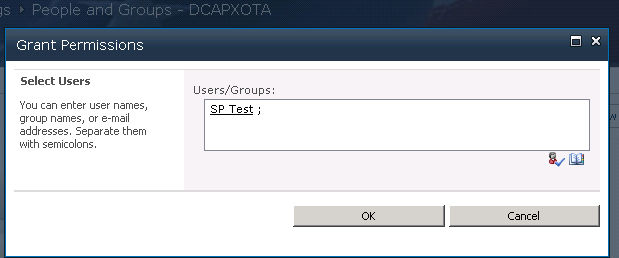 gs ▸ People and Groups - DCAPXOTA
Grant Permissions
Select Users
You can enter user names,
group names, or e-mail
addresses. Separate them
with semicolons.
Users/Groups:
SP Test ;
OK
Cancel